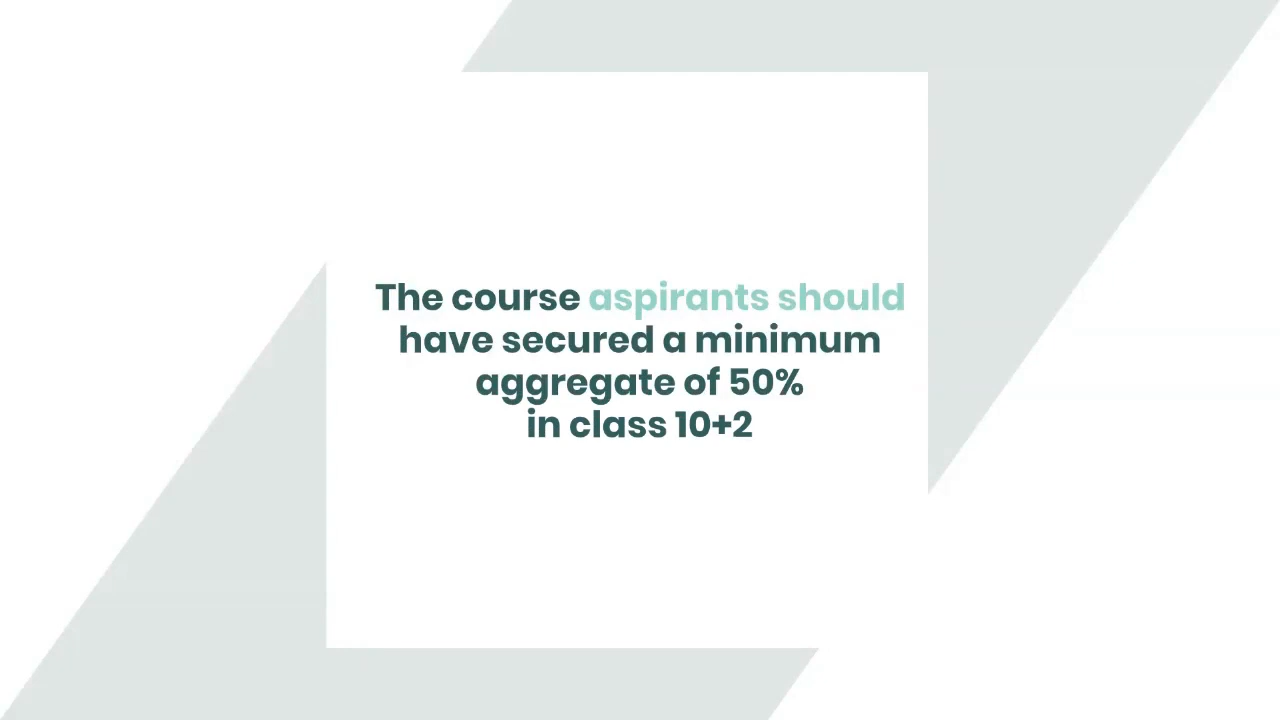 The course aspirants should
have secured a minimum
aggregate of 50%
in class 10+2